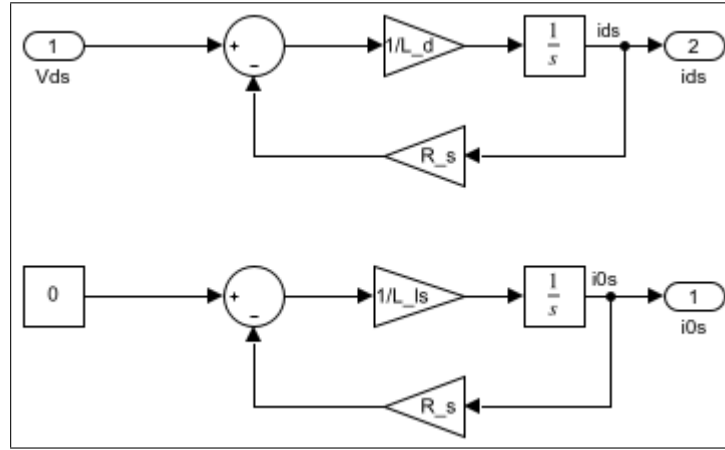 ids
1
+
−
1/L_d
1
s
2
Vds
ids
R_s
i0s
0
+
−
1/L_ls
1
s
1
i0s
R_s